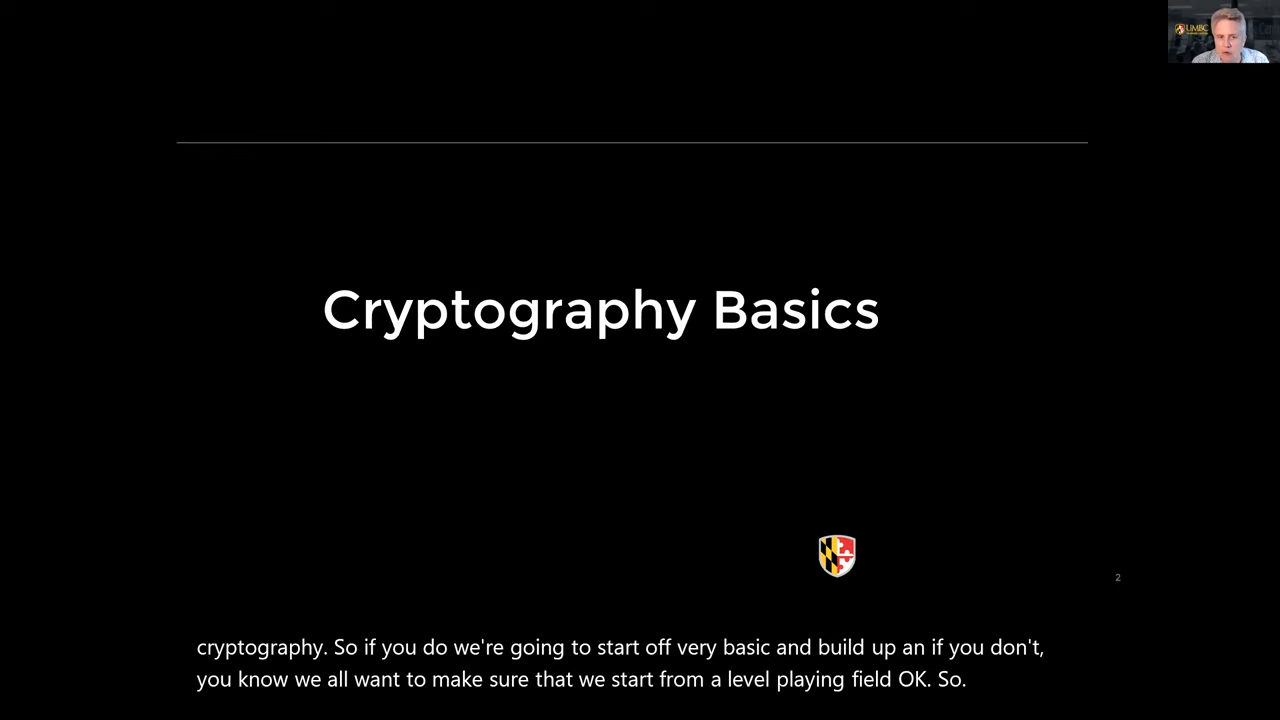 UMBC
Cryptography Basics
2
cryptography. So if you do we're going to start off very basic and build up an if you don't,
you know we all want to make sure that we start from a level playing field OK. So.